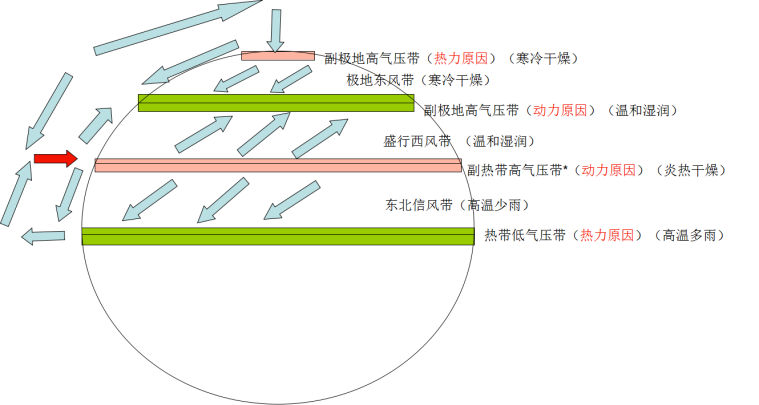 副极地高气压带（热力原因）（寒冷干燥）
极地东风带（寒冷干燥）
副极地高气压带（动力原因）（温和湿润）
盛行西风带 （温和湿润）
副热带高气压带*（动力原因）（炎热干燥）
东北信风带（高温少雨）
热带低气压带（热力原因）（高温多雨）